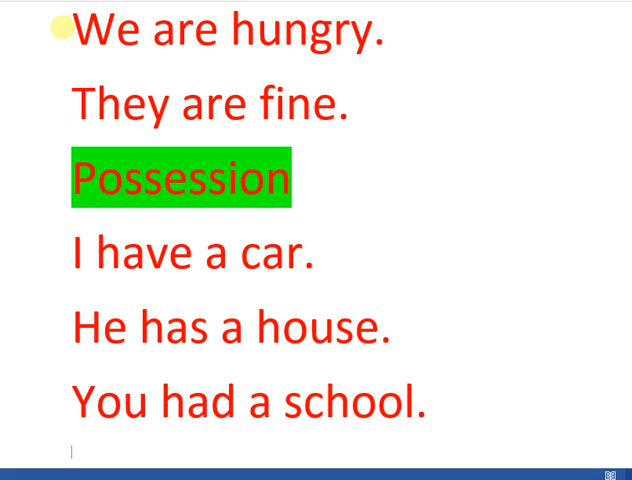 We are hungry.
They are fine.
Possession
I have a car.
He has a house.
You had a school.